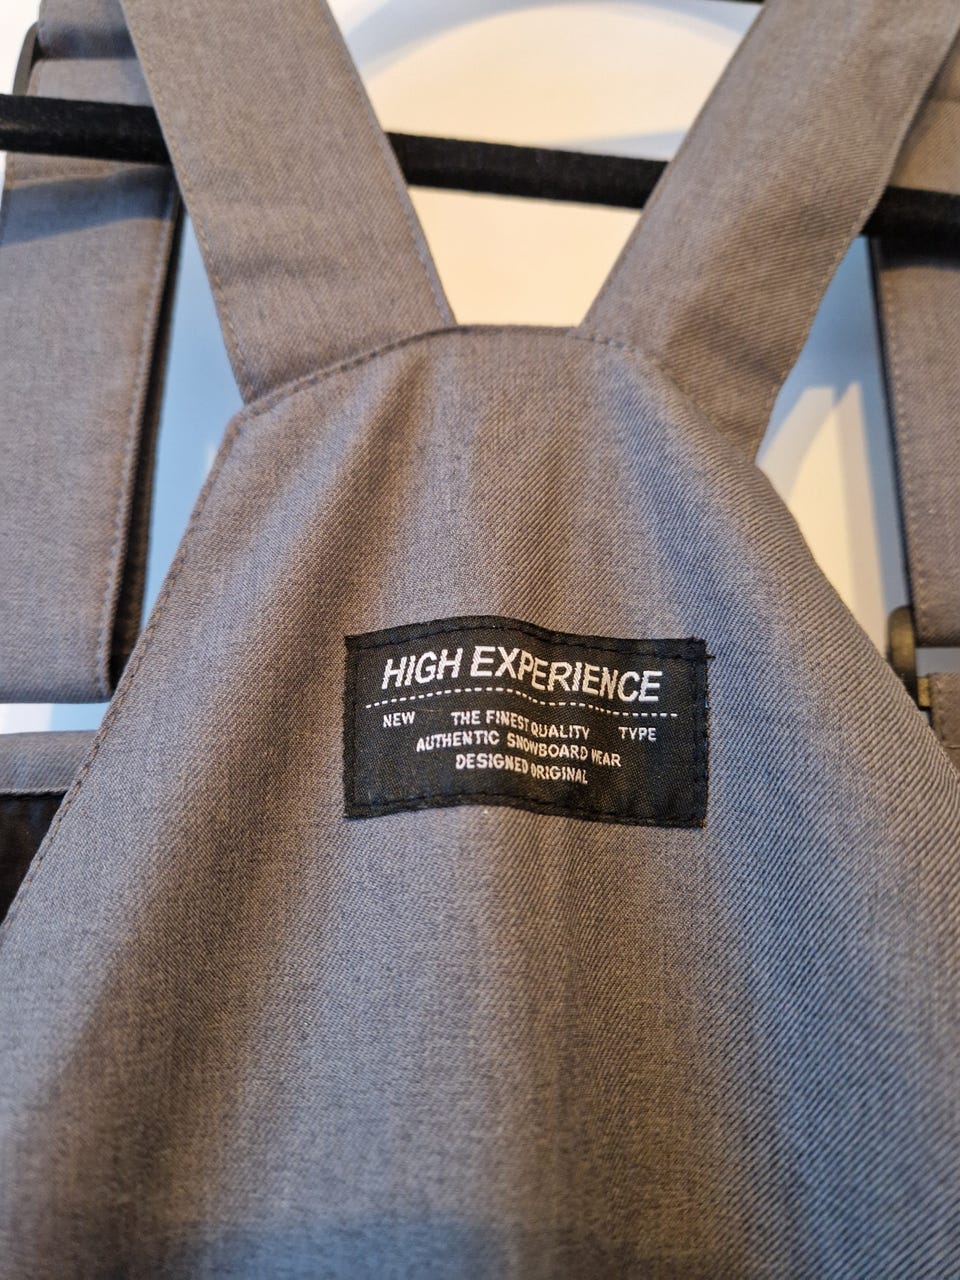 HIGH EXPERIENCE
NEW THE FINEST QUALITY TYPE
AUTHENTIC SNOWBOARD WEAR
DESIGNED ORIGINAL